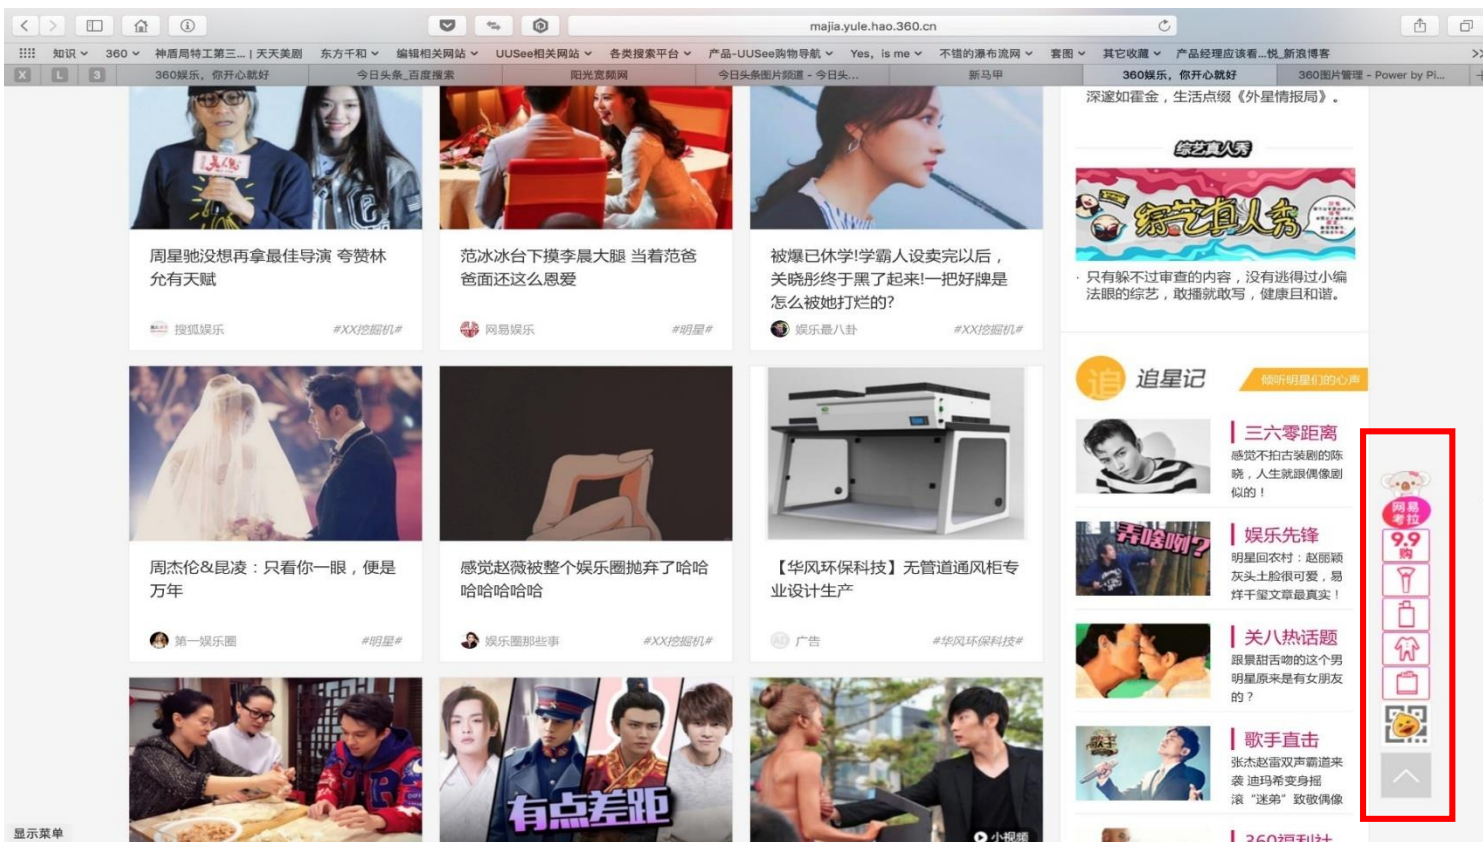 majia.yule.hao.360.cn
知识
360
神盾局特工第三... | 天天美剧
东方千和
编辑相关网站
UUSee相关网站
各类搜索平台
产品-UUSee购物导航
Yes, is me
不错的瀑布流网
套图
其它收藏
产品经理应该看...悦_新浪博客
X
L
3
360娱乐，你开心就好
今日头条_百度搜索
阳光宽频网
今日头条图片频道 - 今日头...
新马甲
360娱乐，你开心就好
360图片管理 - Power by Pi...
周星驰没想再拿最佳导演 夸赞林
允有天赋
搜狐娱乐
#XX挖掘机#
范冰冰台下摸李晨大腿 当着范爸
爸面还这么恩爱
网易娱乐
#明星#
被爆已休学!学霸人设卖完以后，
关晓彤终于黑了起来!一把好牌是
怎么被她打烂的?
娱乐最八卦
#XX挖掘机#
周杰伦&昆凌：只看你一眼，便是
万年
第一娱乐圈
#明星#
感觉赵薇被整个娱乐圈抛弃了哈哈
哈哈哈哈哈
娱乐圈那些事
#XX挖掘机#
【华风环保科技】无管道通风柜专
业设计生产
广告
#华风环保科技#
有点差距
小视频
显示菜单
深邃如霍金，生活点缀《外星情报局》。
综艺真人秀
综艺真人秀
· 只有躲不过审查的内容，没有逃得过小编
法眼的综艺，敢播就敢写，健康且和谐。
追
追星记
倾听明星们的心声
三六零距离
感觉不拍古装剧的陈
晓，人生就跟偶像剧
似的！
弄啥咧?
娱乐先锋
明星回农村：赵丽颖
灰头土脸很可爱，易
烊千玺文章最真实！
关八热话题
跟景甜舌吻的这个男
明星原来是有女朋友
的？
歌手直击
张杰赵雷双声霸道来
袭 迪玛希变身摇
滚“迷弟”致敬偶像
360福利社
网易
考拉
9.9
购